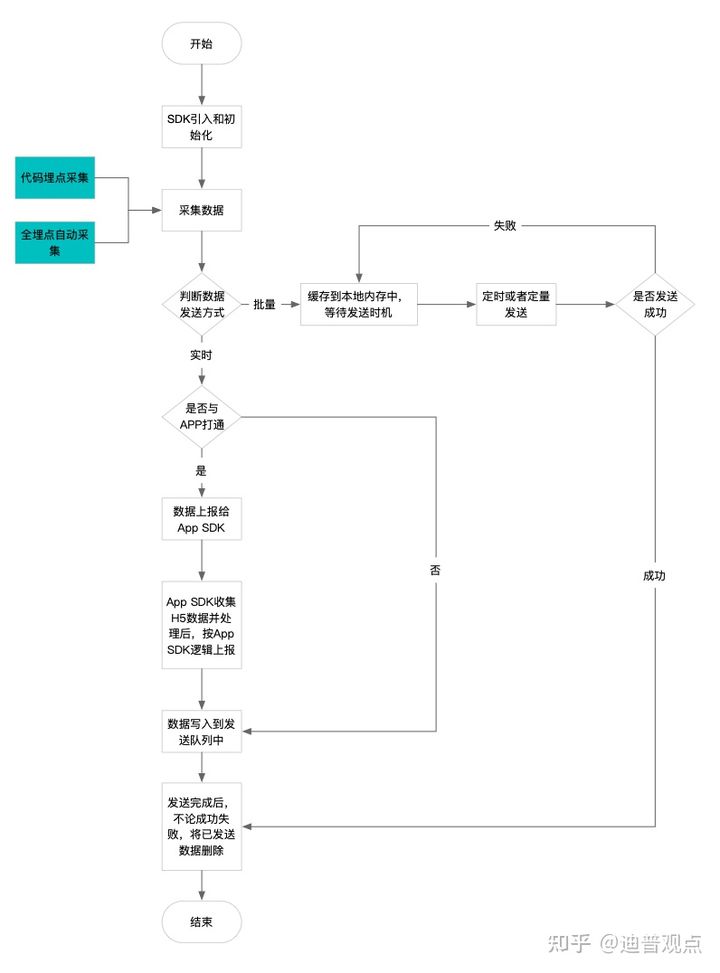 开始
SDK引入和初
始化
代码埋点采集
全埋点自动采
集
采集数据
失败
判断数据
发送方式
批量
缓存到本地内存中，
等待发送时机
定时或者定量
发送
是否发送
成功
实时
是否与
APP打通
是
数据上报给
App SDK
否
成功
App SDK收集
H5数据并处
理后，按App
SDK逻辑上报
数据写入到发
送队列中
发送完成后，
不论成功失
败，将已发送
数据删除
结束
知乎 @迪普观点